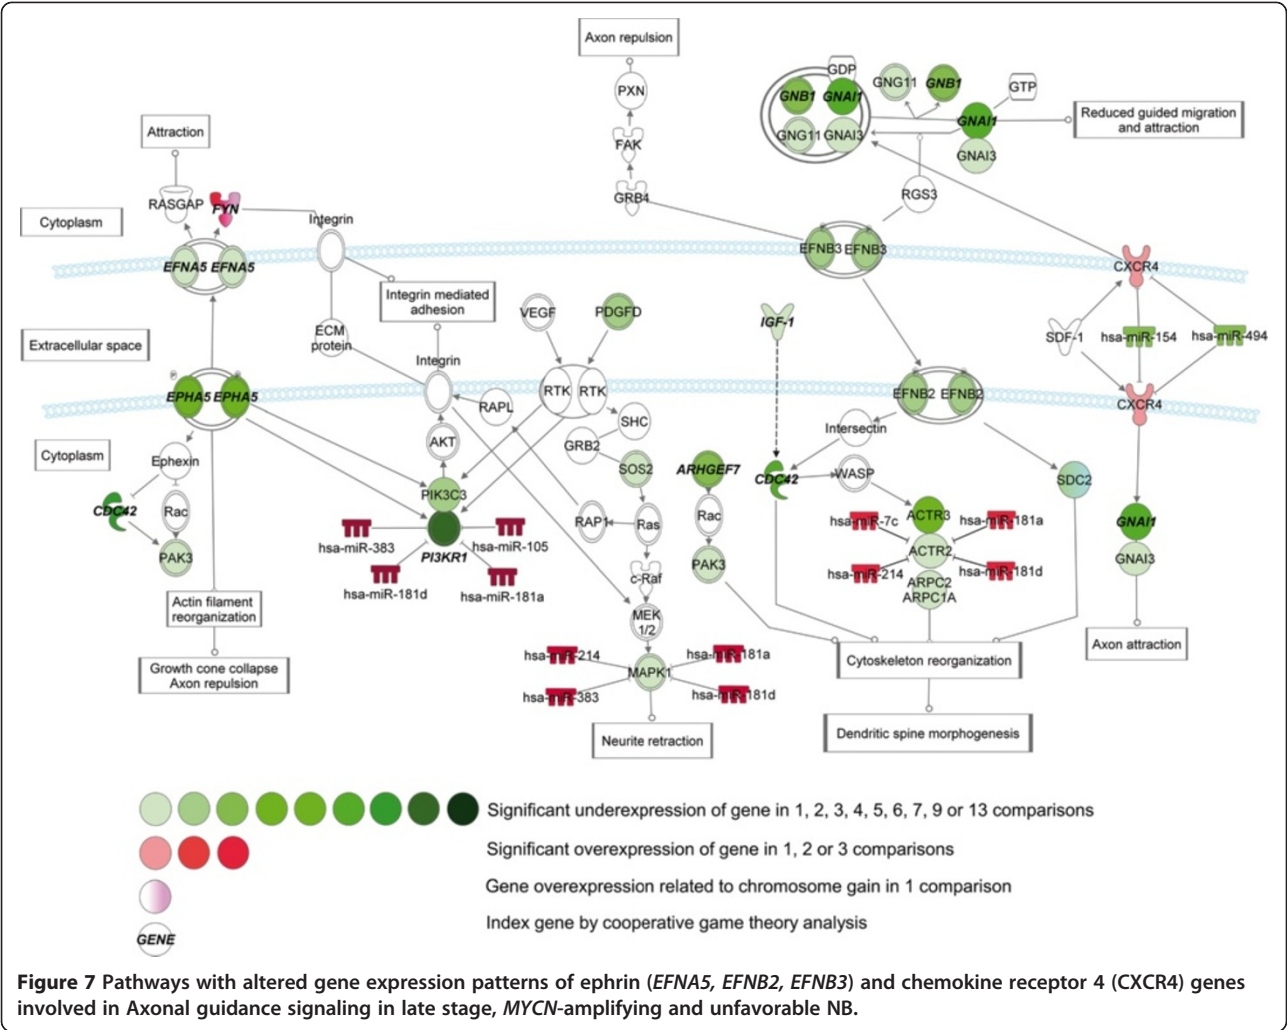 Axon repulsion
PXN
FAK
GRB4
GDP
GNB1
GNAI1
GNG11
GNAI3
GNG11
GNB1
GTP
GNAI1
GNAI3
Reduced guided migration
and attraction
RGS3
Attraction
RASGAP
FYN
Cytoplasm
Integrin
EFNA5 EFNA5
EFNB3 EFNB3
CXCR4
Integrin mediated
adhesion
Extracellular space
ECM
protein
VEGF
PDGFD
IGF-1
SDF-1
hsa-miR-154
hsa-miR-494
Integrin
P
P
EPHA5 EPHA5
RTK RTK
RAPL
EFNB2 EFNB2
CXCR4
Cytoplasm
Ephexin
AKT
SHC
GRB2
SOS2
Intersectin
ARHGEF7
CDC42
WASP
SDC2
CDC42
Rac
PAK3
PIK3C3
PI3KR1
hsa-miR-383
hsa-miR-105
hsa-miR-181d
hsa-miR-181a
RAP1
Ras
Rac
PAK3
c-Raf
MEK
1/2
hsa-miR-7c
ACTR3
hsa-miR-181a
ACTR2
hsa-miR-214
hsa-miR-181d
ARPC2
ARPC1A
GNAI1
GNAI3
Actin filament
reorganization
Growth cone collapse
Axon repulsion
hsa-miR-214
hsa-miR-181a
MAPK1
hsa-miR-383
hsa-miR-181d
Neurite retraction
Cytoskeleton reorganization
Axon attraction
Dendritic spine morphogenesis
Significant underexpression of gene in 1, 2, 3, 4, 5, 6, 7, 9 or 13 comparisons
Significant overexpression of gene in 1, 2 or 3 comparisons
Gene overexpression related to chromosome gain in 1 comparison
Index gene by cooperative game theory analysis
GENE
Figure 7 Pathways with altered gene expression patterns of ephrin (EFNA5, EFNB2, EFNB3) and chemokine receptor 4 (CXCR4) genes
involved in Axonal guidance signaling in late stage, MYCN-amplifying and unfavorable NB.